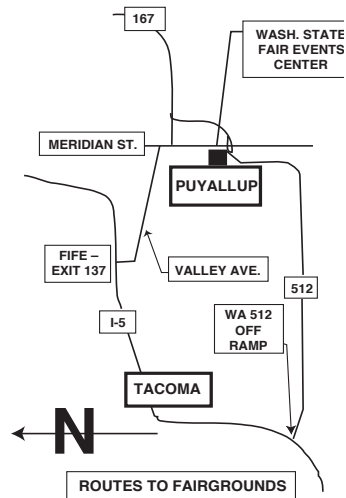 167
WASH. STATE
FAIR EVENTS
CENTER
MERIDIAN ST.
PUYALLUP
FIFE –
EXIT 137
VALLEY AVE.
512
I-5
WA 512
OFF
RAMP
TACOMA
N
ROUTES TO FAIRGROUNDS